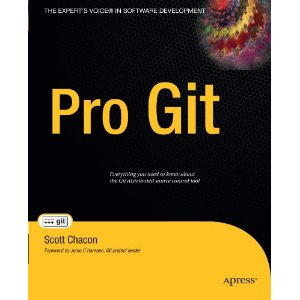 THE EXPERT'S VOICE® IN SOFTWARE DEVELOPMENT
Pro Git
Everything you need to know about
the Git distributed source control tool
git
Scott Chacon
Foreword by Junio C Hamano, Git project leader
Apress®